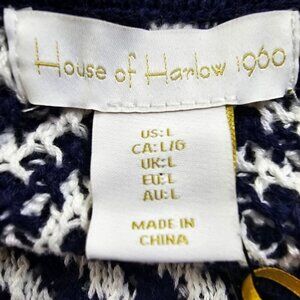 House of Harlow 1960
US: L
CA: L/G
UK: L
EU: L
AU: L
MADE IN
CHINA